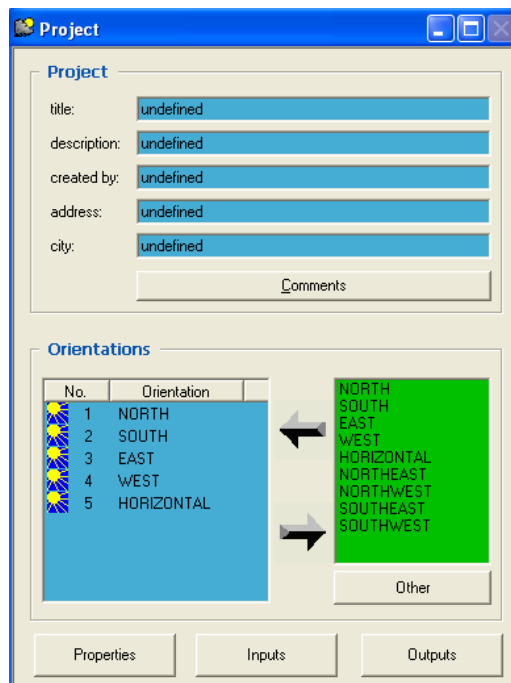 Project
Project
title: undefined
description: undefined
created by: undefined
address: undefined
city: undefined
Comments
Orientations
No. Orientation
1 NORTH
2 SOUTH
3 EAST
4 WEST
5 HORIZONTAL
NORTH
SOUTH
EAST
WEST
HORIZONTAL
NORTHEAST
NORTHWEST
SOUTHEAST
SOUTHWEST
Other
Properties Inputs Outputs